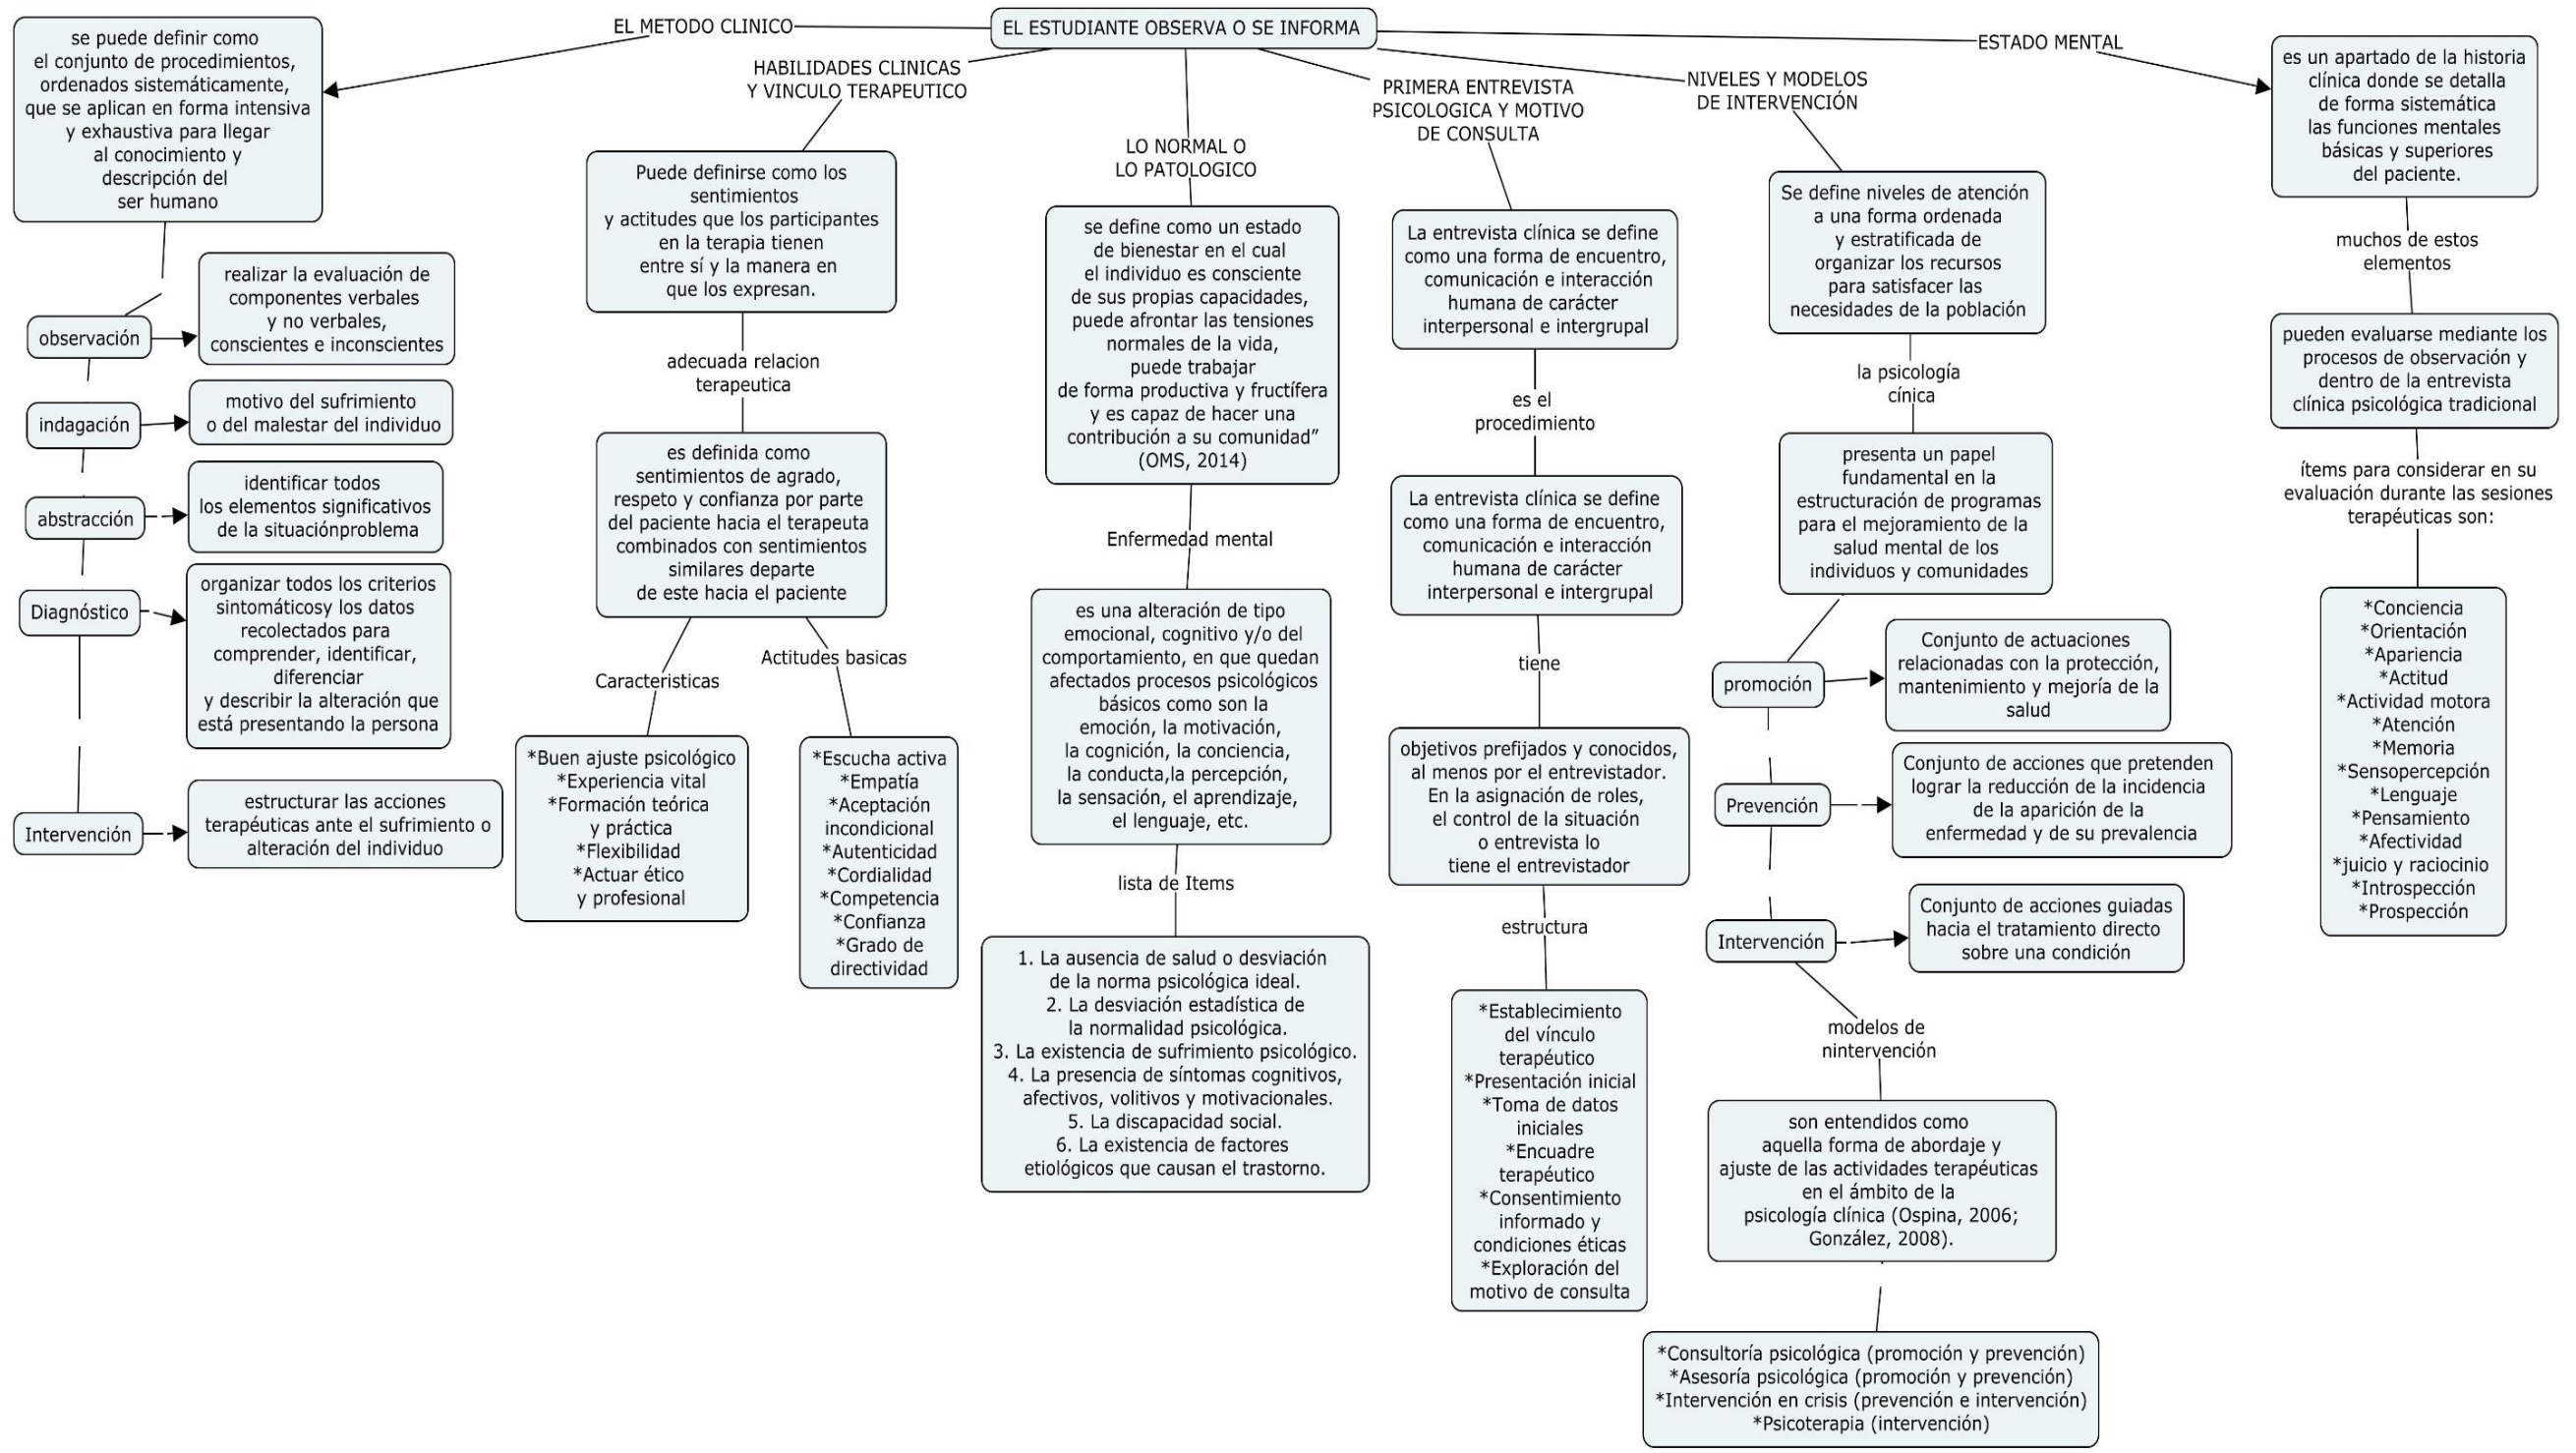 EL ESTUDIANTE OBSERVA O SE INFORMA
EL METODO CLINICO
se puede definir como
el conjunto de procedimientos,
ordenados sistemáticamente,
que se aplican en forma intensiva
y exhaustiva para llegar
al conocimiento y
descripción del
ser humano
observación
realizar la evaluación de
componentes verbales
y no verbales,
conscientes e inconscientes
indagación
motivo del sufrimiento
o del malestar del individuo
abstracción
identificar todos
los elementos significativos
de la situaciónproblema
Diagnóstico
organizar todos los criterios
sintomáticosy los datos
recolectados para
comprender, identificar,
diferenciar
y describir la alteración que
está presentando la persona
Intervención
estructurar las acciones
terapéuticas ante el sufrimiento o
alteración del individuo
HABILIDADES CLINICAS
Y VINCULO TERAPEUTICO
Puede definirse como los
sentimientos
y actitudes que los participantes
en la terapia tienen
entre sí y la manera en
que los expresan.
adecuada relacion
terapeutica
es definida como
sentimientos de agrado,
respeto y confianza por parte
del paciente hacia el terapeuta
combinados con sentimientos
similares departe
de este hacia el paciente
Caracteristicas
*Buen ajuste psicológico
*Experiencia vital
*Formación teórica
y práctica
*Flexibilidad
*Actuar ético
y profesional
Actitudes basicas
*Escucha activa
*Empatía
*Aceptación
incondicional
*Autenticidad
*Cordialidad
*Competencia
*Confianza
*Grado de
directividad
LO NORMAL O
LO PATOLOGICO
se define como un estado
de bienestar en el cual
el individuo es consciente
de sus propias capacidades,
puede afrontar las tensiones
normales de la vida,
puede trabajar
de forma productiva y fructífera
y es capaz de hacer una
contribución a su comunidad”
(OMS, 2014)
Enfermedad mental
es una alteración de tipo
emocional, cognitivo y/o del
comportamiento, en que quedan
afectados procesos psicológicos
básicos como son la
emoción, la motivación,
la cognición, la conciencia,
la conducta,la percepción,
la sensación, el aprendizaje,
el lenguaje, etc.
lista de Items
1. La ausencia de salud o desviación
de la norma psicológica ideal.
2. La desviación estadística de
la normalidad psicológica.
3. La existencia de sufrimiento psicológico.
4. La presencia de síntomas cognitivos,
afectivos, volitivos y motivacionales.
5. La discapacidad social.
6. La existencia de factores
etiológicos que causan el trastorno.
PRIMERA ENTREVISTA
PSICOLOGICA Y MOTIVO
DE CONSULTA
La entrevista clínica se define
como una forma de encuentro,
comunicación e interacción
humana de carácter
interpersonal e intergrupal
es el
procedimiento
La entrevista clínica se define
como una forma de encuentro,
comunicación e interacción
humana de carácter
interpersonal e intergrupal
tiene
objetivos prefijados y conocidos,
al menos por el entrevistador.
En la asignación de roles,
el control de la situación
o entrevista lo
tiene el entrevistador
estructura
*Establecimiento
del vínculo
terapéutico
*Presentación inicial
*Toma de datos
iniciales
*Encuadre
terapéutico
*Consentimiento
informado y
condiciones éticas
*Exploración del
motivo de consulta
NIVELES Y MODELOS
DE INTERVENCIÓN
Se define niveles de atención
a una forma ordenada
y estratificada de
organizar los recursos
para satisfacer las
necesidades de la población
la psicología
cínica
presenta un papel
fundamental en la
estructuración de programas
para el mejoramiento de la
salud mental de los
individuos y comunidades
promoción
Conjunto de actuaciones
relacionadas con la protección,
mantenimiento y mejoría de la
salud
Prevención
Conjunto de acciones que pretenden
lograr la reducción de la incidencia
de la aparición de la
enfermedad y de su prevalencia
Intervención
Conjunto de acciones guiadas
hacia el tratamiento directo
sobre una condición
modelos de
nintervención
son entendidos como
aquella forma de abordaje y
ajuste de las actividades terapéuticas
en el ámbito de la
psicología clínica (Ospina, 2006;
González, 2008).
*Consultoría psicológica (promoción y prevención)
*Asesoría psicológica (promoción y prevención)
*Intervención en crisis (prevención e intervención)
*Psicoterapia (intervención)
ESTADO MENTAL
es un apartado de la historia
clínica donde se detalla
de forma sistemática
las funciones mentales
básicas y superiores
del paciente.
muchos de estos
elementos
pueden evaluarse mediante los
procesos de observación y
dentro de la entrevista
clínica psicológica tradicional
ítems para considerar en su
evaluación durante las sesiones
terapéuticas son:
*Conciencia
*Orientación
*Apariencia
*Actitud
*Actividad motora
*Atención
*Memoria
*Sensopercepción
*Lenguaje
*Pensamiento
*Afectividad
*juicio y raciocinio
*Introspección
*Prospección